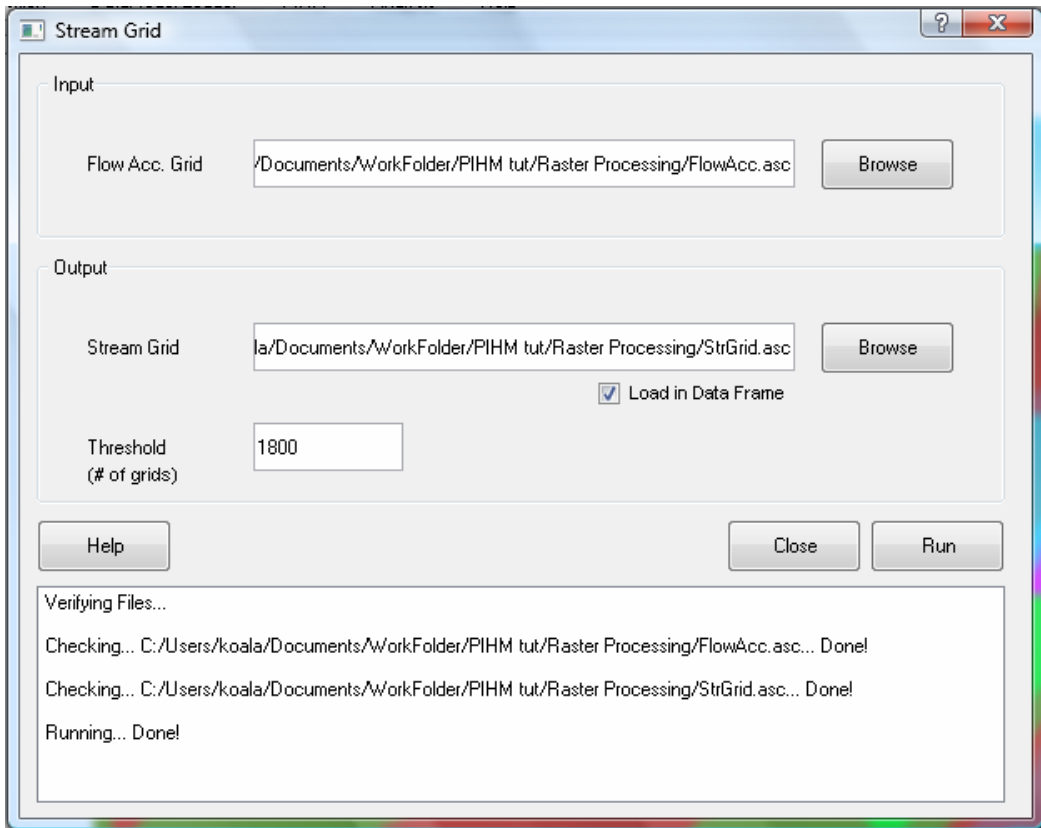 Stream Grid
Input
Flow Acc. Grid
/Documents/WorkFolder/PIHM tut/Raster Processing/FlowAcc.asc
Browse
Output
Stream Grid
la/Documents/WorkFolder/PIHM tut/Raster Processing/StrGrid.asc
Browse
Load in Data Frame
Threshold
(# of grids)
1800
Help
Close
Run
Verifying Files...
Checking... C:/Users/koala/Documents/WorkFolder/PIHM tut/Raster Processing/FlowAcc.asc... Done!
Checking... C:/Users/koala/Documents/WorkFolder/PIHM tut/Raster Processing/StrGrid.asc... Done!
Running... Done!